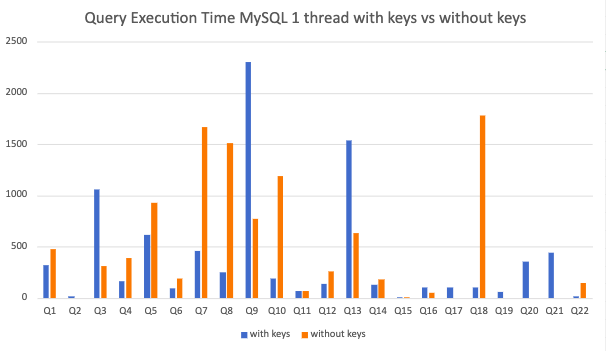 Query Execution Time MySQL 1 thread with keys vs without keys
2500
2000
1500
1000
500
0
Q1 Q2 Q3 Q4 Q5 Q6 Q7 Q8 Q9 Q10 Q11 Q12 Q13 Q14 Q15 Q16 Q17 Q18 Q19 Q20 Q21 Q22
with keys without keys